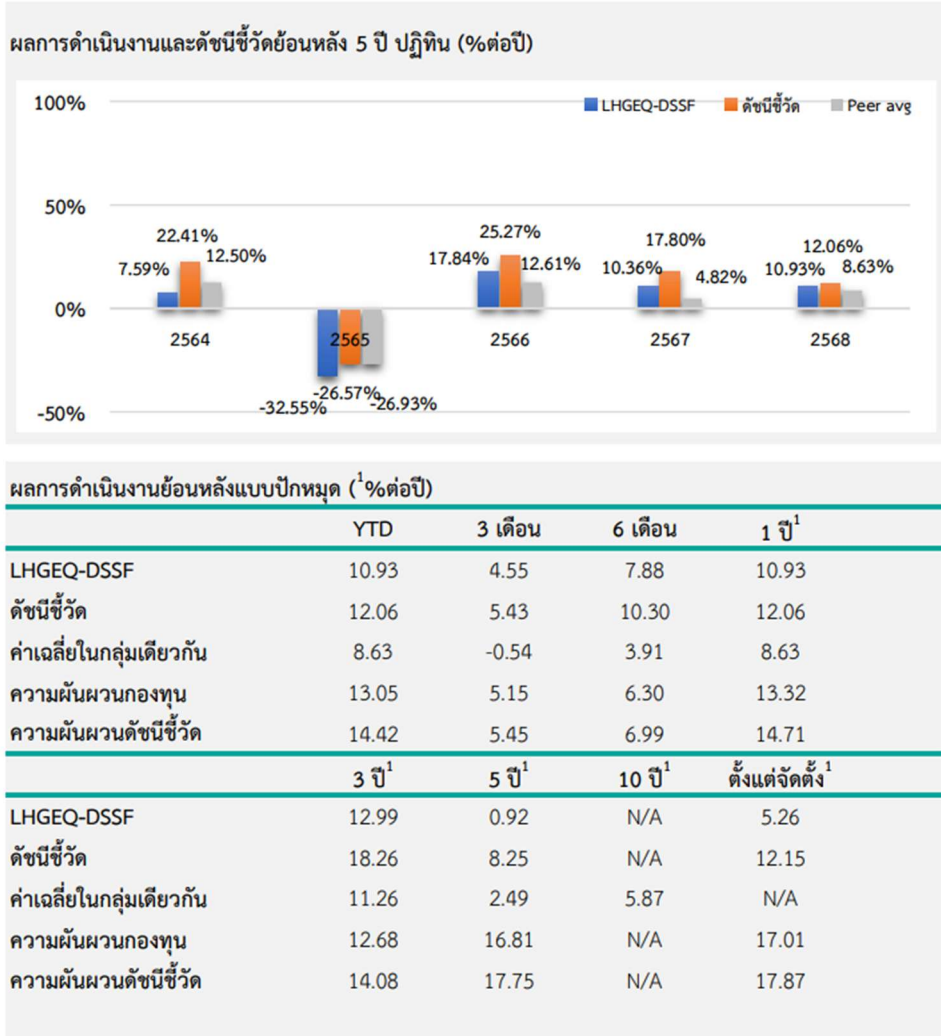 ผลการดำเนินงานและดัชนีชี้วัดย้อนหลัง 5 ปี ปฏิทิน (%ต่อปี)
100%
LHGEQ-DSSF ดัชนีชี้วัด Peer avg
50%
0%
-50%
7.59% 22.41% 12.50%
2564
2565
-32.55% -26.57% -26.93%
17.84% 25.27% 12.61%
2566
10.36% 17.80% 4.82%
2567
10.93% 12.06% 8.63%
2568
ผลการดำเนินงานย้อนหลังแบบปักหมุด (¹%ต่อปี)
YTD 3 เดือน 6 เดือน 1 ปี¹
LHGEQ-DSSF 10.93 4.55 7.88 10.93
ดัชนีชี้วัด 12.06 5.43 10.30 12.06
ค่าเฉลี่ยในกลุ่มเดียวกัน 8.63 -0.54 3.91 8.63
ความผันผวนกองทุน 13.05 5.15 6.30 13.32
ความผันผวนดัชนีชี้วัด 14.42 5.45 6.99 14.71
3 ปี¹ 5 ปี¹ 10 ปี¹ ตั้งแต่จัดตั้ง¹
LHGEQ-DSSF 12.99 0.92 N/A 5.26
ดัชนีชี้วัด 18.26 8.25 N/A 12.15
ค่าเฉลี่ยในกลุ่มเดียวกัน 11.26 2.49 5.87 N/A
ความผันผวนกองทุน 12.68 16.81 N/A 17.01
ความผันผวนดัชนีชี้วัด 14.08 17.75 N/A 17.87